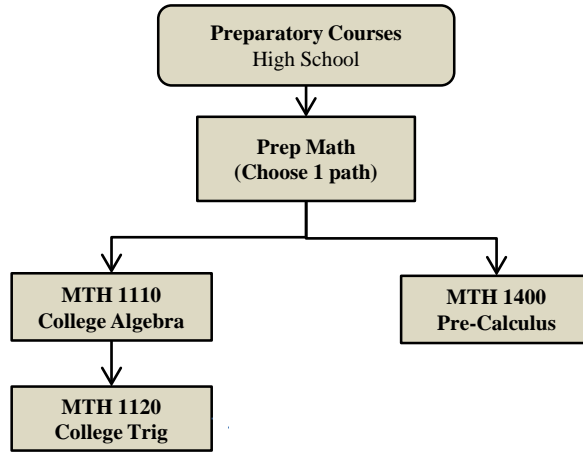 Preparatory Courses
High School
Prep Math
(Choose 1 path)
MTH 1110
College Algebra
MTH 1400
Pre-Calculus
MTH 1120
College Trig